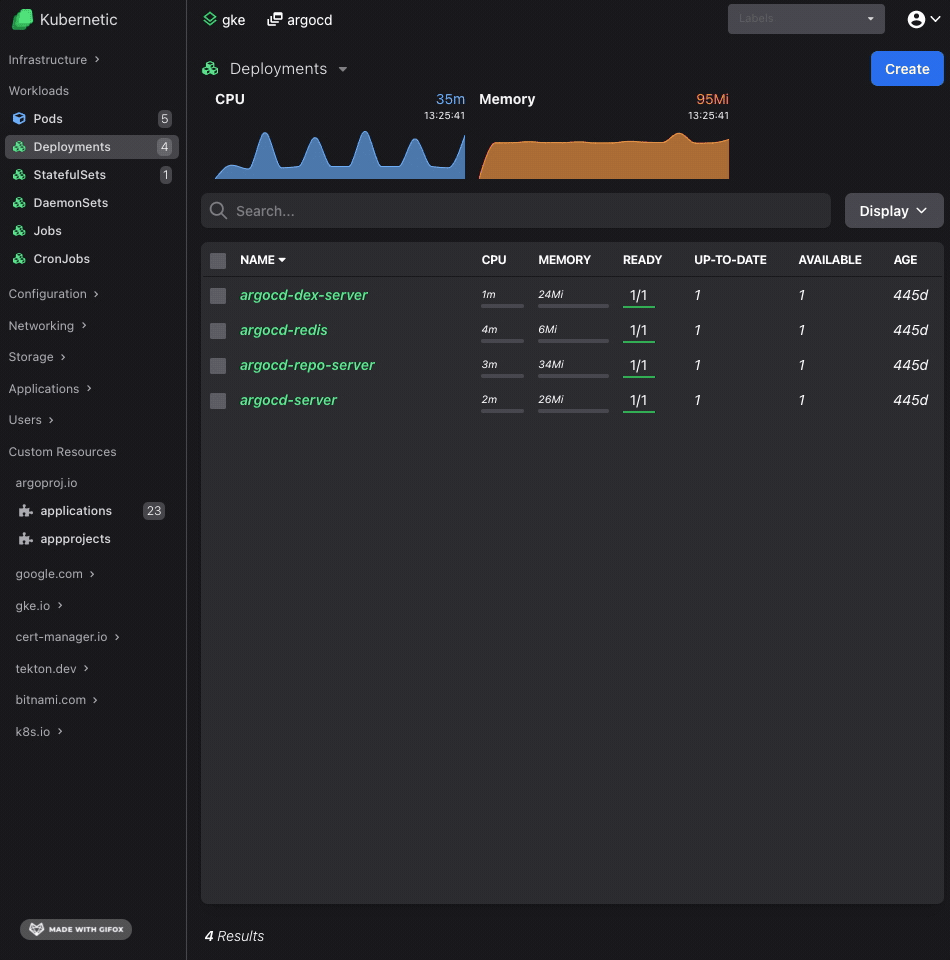 Kubernetic
Infrastructure
Workloads
Pods 5
Deployments 4
StatefulSets 1
DaemonSets
Jobs
CronJobs
Configuration
Networking
Storage
Applications
Users
Custom Resources
argoproj.io
applications 23
appprojects
google.com
gke.io
cert-manager.io
tekton.dev
bitnami.com
k8s.io
MADE WITH GIFOX
gke argocd Labels
Deployments Create
CPU 35m Memory 95Mi
13:25:41 13:25:41
Search... Display
NAME CPU MEMORY READY UP-TO-DATE AVAILABLE AGE
argocd-dex-server 1m 24Mi 1/1 1 1 445d
argocd-redis 4m 6Mi 1/1 1 1 445d
argocd-repo-server 3m 34Mi 1/1 1 1 445d
argocd-server 2m 26Mi 1/1 1 1 445d
4 Results